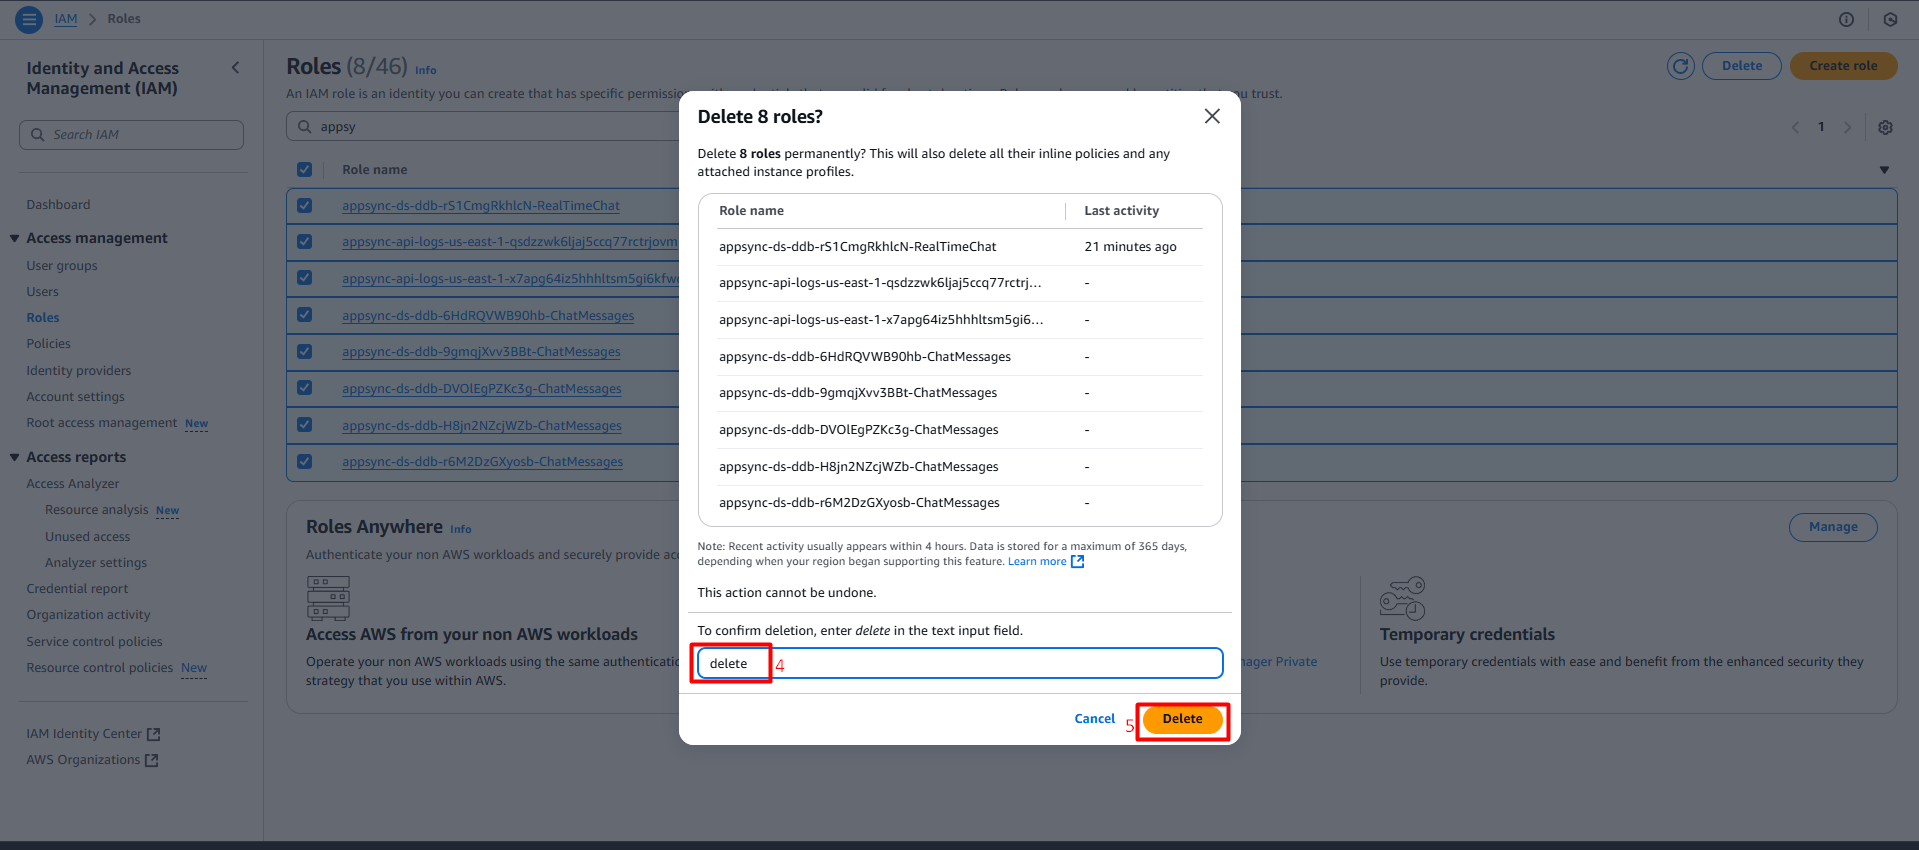 IAM > Roles
Identity and Access Management (IAM)
Search IAM
Dashboard
Access management
User groups
Users
Roles
Policies
Identity providers
Account settings
Root access management New
Access reports
Access Analyzer
Resource analysis New
Unused access
Analyzer settings
Credential report
Organization activity
Service control policies
Resource control policies New
IAM Identity Center
AWS Organizations
Roles (8/46) Info
Delete
Create role
An IAM role is an identity you can create that has specific permiss
u trust.
appsy
1
Role name
appsync-ds-ddb-rS1CmgRkhlcN-RealTimeChat
appsync-api-logs-us-east-1-qsdzzwk6ljaj5ccq77rctrjovm
appsync-api-logs-us-east-1-x7apg64iz5hhhltsm5gi6kfw
appsync-ds-ddb-6HdRQVWB90hb-ChatMessages
appsync-ds-ddb-9gmqjXvv3BBt-ChatMessages
appsync-ds-ddb-DVOlEgPZKc3g-ChatMessages
appsync-ds-ddb-H8jn2NZcjWZb-ChatMessages
appsync-ds-ddb-r6M2DzGXyosb-ChatMessages
Roles Anywhere Info
Manage
Authenticate your non AWS workloads and securely provide acc
Access AWS from your non AWS workloads
Operate your non AWS workloads using the same authenticatic
strategy that you use within AWS.
nager Private
Temporary credentials
Use temporary credentials with ease and benefit from the enhanced security they
provide.
Delete 8 roles?
Delete 8 roles permanently? This will also delete all their inline policies and any
attached instance profiles.
Role name Last activity
appsync-ds-ddb-rS1CmgRkhlcN-RealTimeChat 21 minutes ago
appsync-api-logs-us-east-1-qsdzzwk6ljaj5ccq77rctrj... -
appsync-api-logs-us-east-1-x7apg64iz5hhhltsm5gi6... -
appsync-ds-ddb-6HdRQVWB90hb-ChatMessages -
appsync-ds-ddb-9gmqjXvv3BBt-ChatMessages -
appsync-ds-ddb-DVOlEgPZKc3g-ChatMessages -
appsync-ds-ddb-H8jn2NZcjWZb-ChatMessages -
appsync-ds-ddb-r6M2DzGXyosb-ChatMessages -
Note: Recent activity usually appears within 4 hours. Data is stored for a maximum of 365 days,
depending when your region began supporting this feature. Learn more
This action cannot be undone.
To confirm deletion, enter delete in the text input field.
delete 4
Cancel 5 Delete